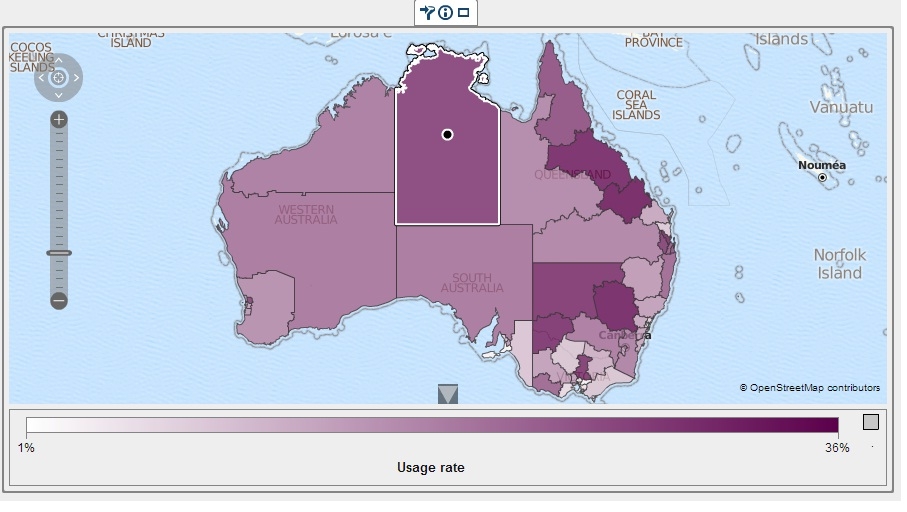 CHRISTMAS
ISLAND
COCOS
KEELING
ISLANDS
BAY
PROVINCE
Islands
CORAL
SEA
ISLANDS
Vanuatu
Nouméa
QUEENSLAND
WESTERN
AUSTRALIA
SOUTH
AUSTRALIA
Norfolk
Island
Canberra
© OpenStreetMap contributors
1%
36%
Usage rate